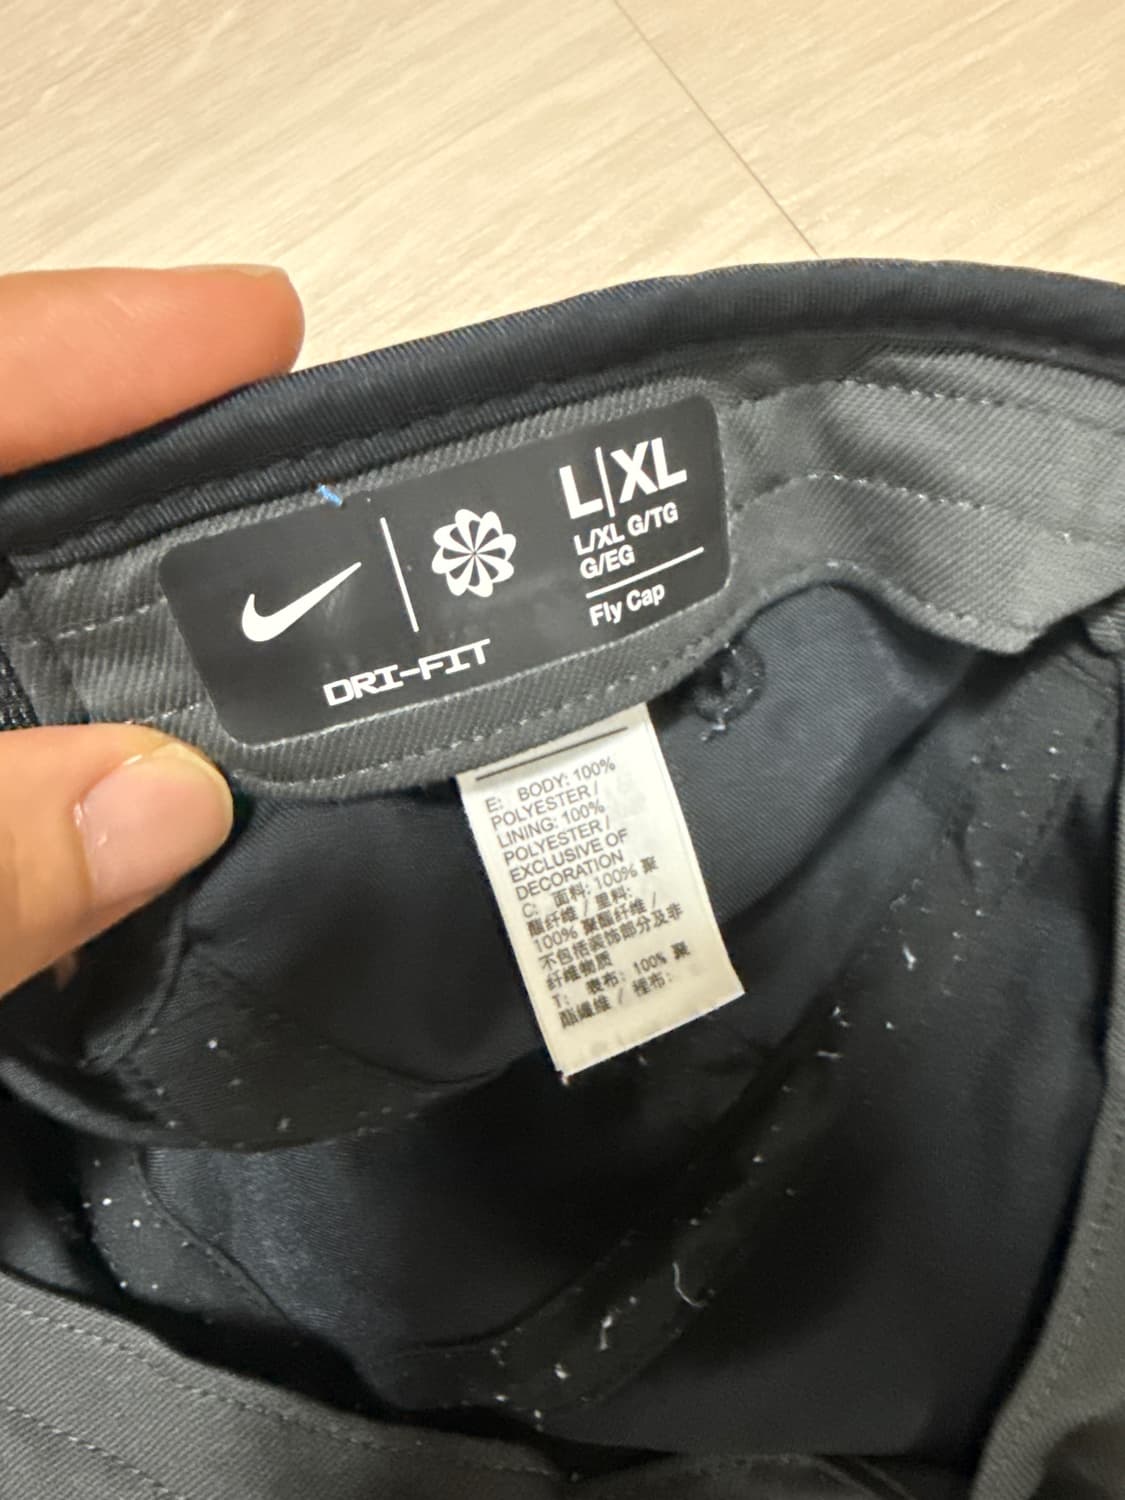 L|XL
L/XL G/TG
G/EG
Fly Cap
DRI-FIT
E: BODY: 100%
POLYESTER /
LINING: 100%
POLYESTER /
EXCLUSIVE OF
DECORATION
C: 面料: 100% 聚
酯纤维 / 里料:
100% 聚酯纤维 /
不包括装饰部分及非
纤维物质
T: 表布: 100% 聚
酯纖維 / 裡布: